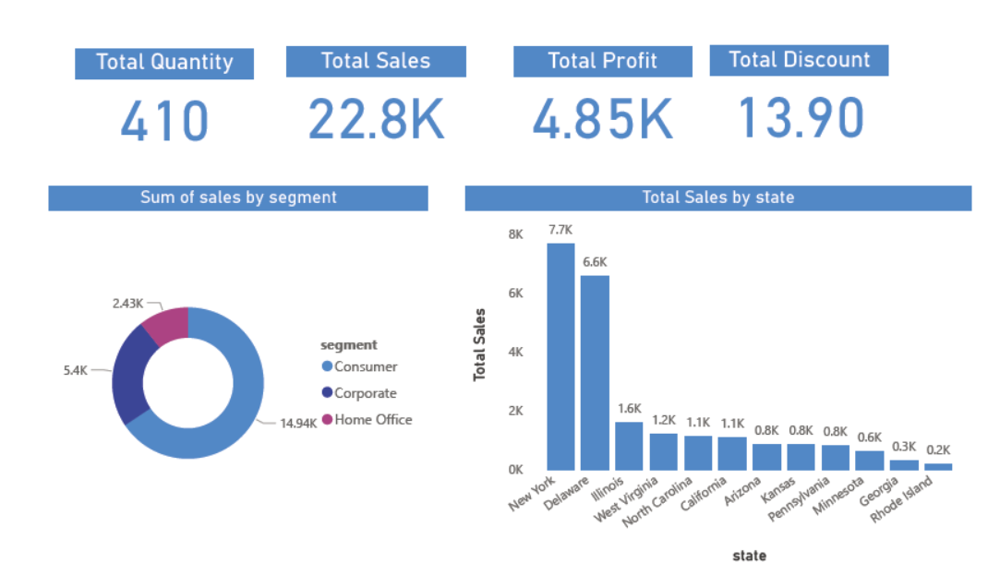 Total Quantity
410
Total Sales
22.8K
Total Profit
4.85K
Total Discount
13.90
Sum of sales by segment
2.43K
5.4K
14.94K
segment
Consumer
Corporate
Home Office
Total Sales by state
Total Sales
8K
6K
4K
2K
0K
7.7K
6.6K
1.6K
1.2K
1.1K
1.1K
0.8K
0.8K
0.8K
0.6K
0.3K
0.2K
New York
Delaware
Illinois
West Virginia
North Carolina
California
Arizona
Kansas
Pennsylvania
Minnesota
Georgia
Rhode Island
state